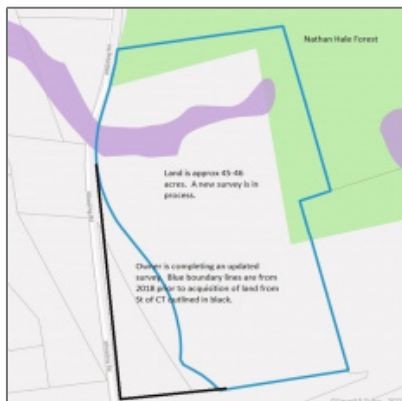 Nathan Hale Forest
Land is approx 45-46
acres. A new survey is in
process.
Owner is completing an updated
survey. Blue boundary lines are from
2018 prior to acquisition of land from
St of CT outlined in black.